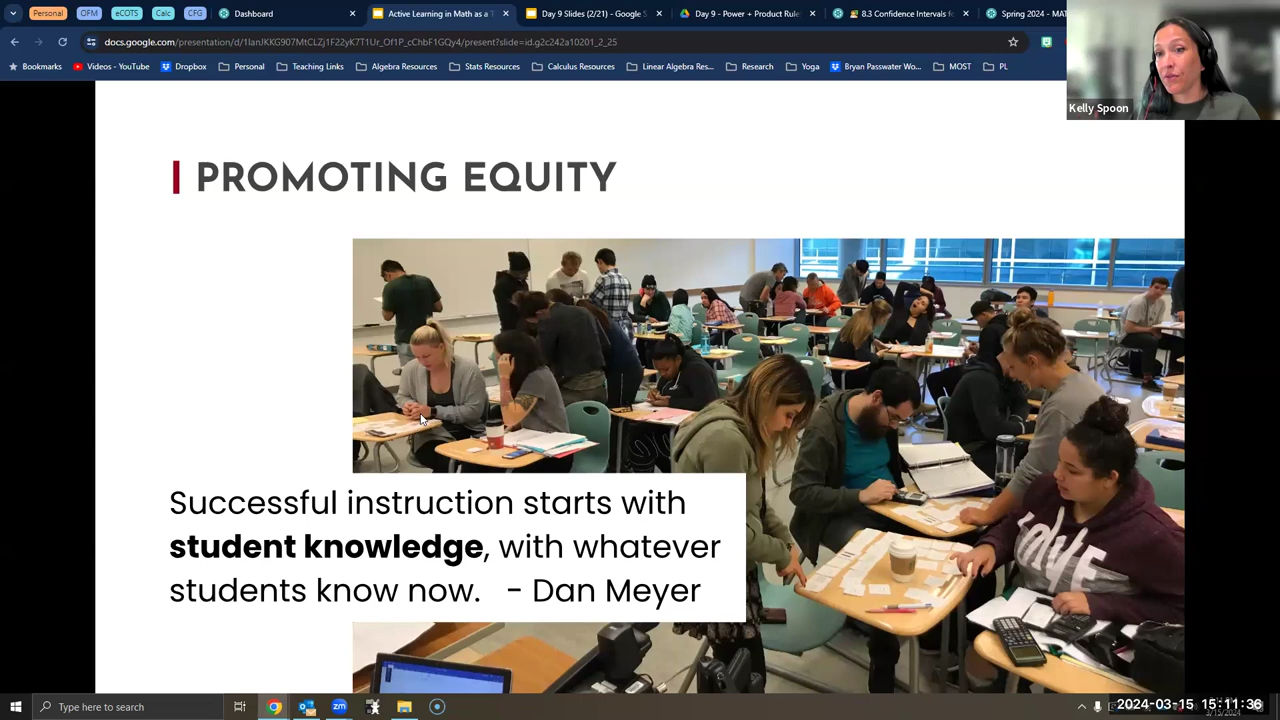 Personal OFM eCOTS Calc CFG Dashboard Active Learning in Math as a T Day 9 Slides (2/21) - Google S Day 9 - Power + Product Rule 8.3 Confidence Intervals fo Spring 2024 - MAT
docs.google.com/presentation/d/1IanJKKG907MtCLZj1F22yK7T1Ur_Of1P_cChbF1GQy4/present?slide=id.g2c242a10201_2_25
Bookmarks Videos - YouTube Dropbox Personal Teaching Links Algebra Resources Stats Resources Calculus Resources Linear Algebra Res... Research Yoga Bryan Passwater Wo... MOST PL
Kelly Spoon
PROMOTING EQUITY
Successful instruction starts with
student knowledge, with whatever
students know now. - Dan Meyer
Type here to search
2024-03-15 15:11:36